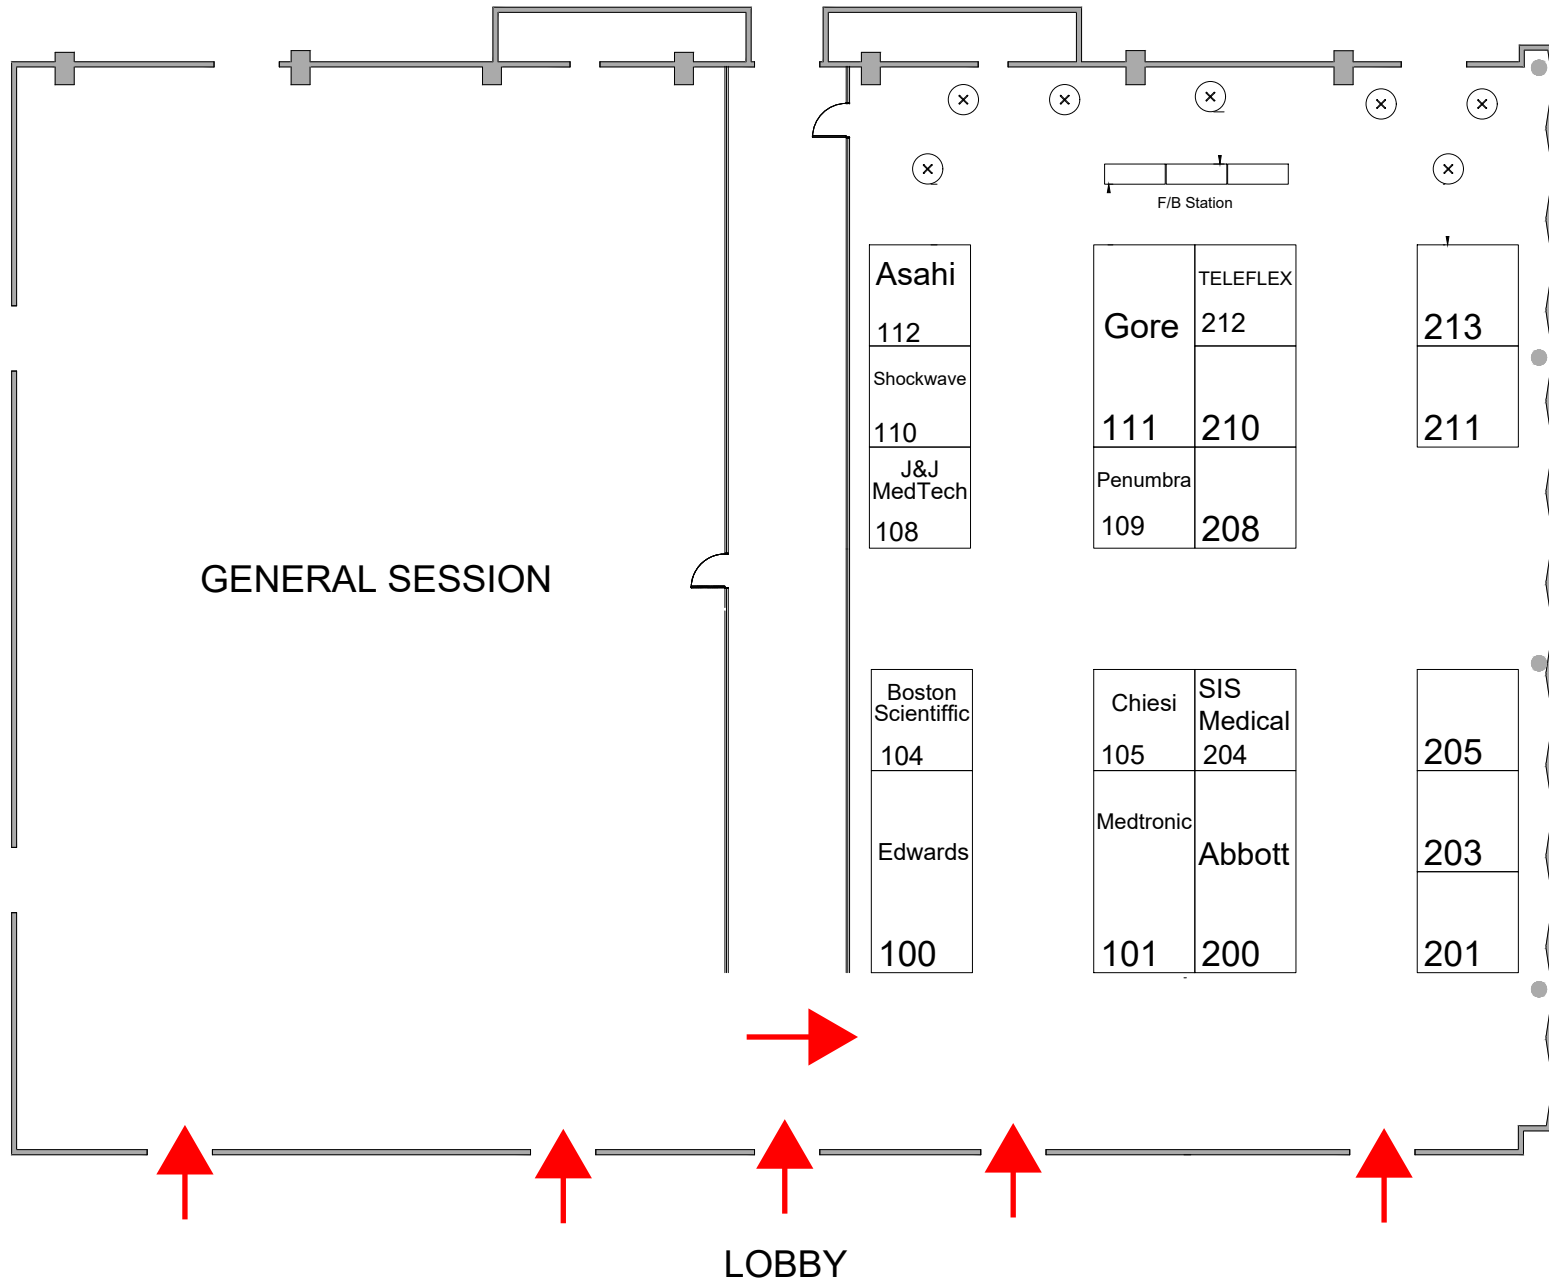 F/B Station
Asahi
112
Shockwave
110
J&J
MedTech
108
Gore
111
TELEFLEX
212
210
Penumbra
109
208
213
211
GENERAL SESSION
Boston
Scientiffic
104
Edwards
100
Chiesi
105
SIS
Medical
204
Medtronic
101
Abbott
200
205
203
201
LOBBY